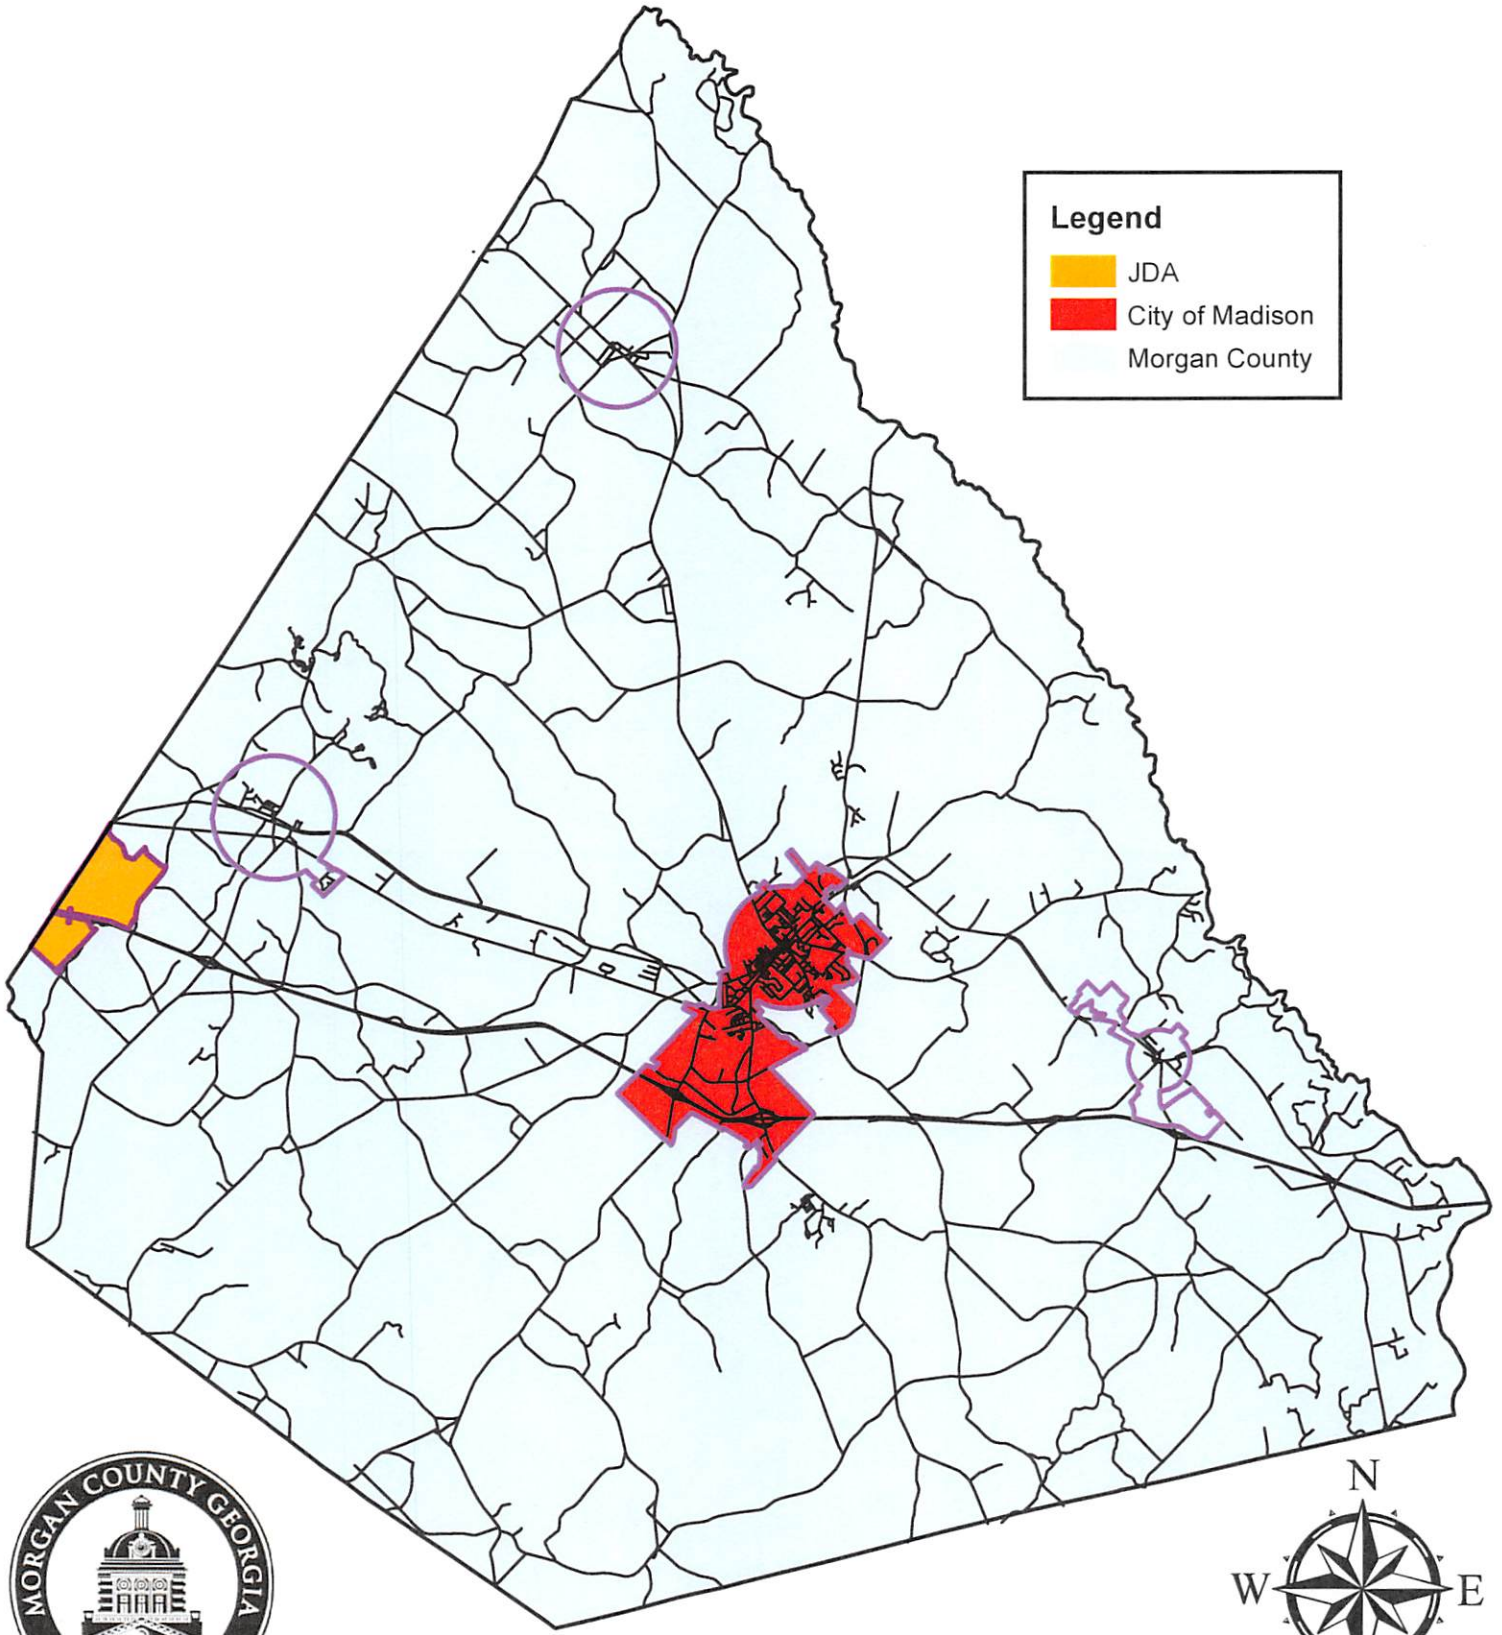 Legend
JDA
City of Madison
Morgan County
MORGAN COUNTY GEORGIA
N
W
E